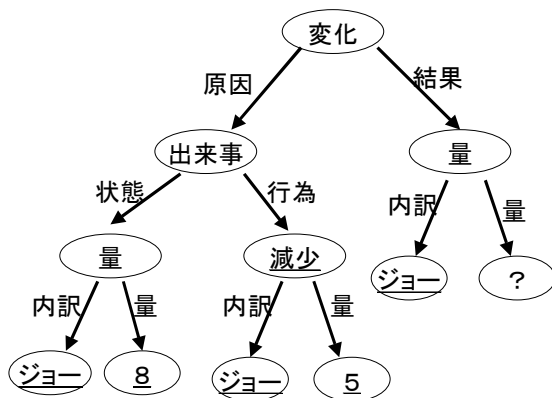 変化
原因
結果
出来事
量
状態
行為
内訳
量
量
減少
ジョー
?
内訳
量
内訳
量
ジョー
8
ジョー
5